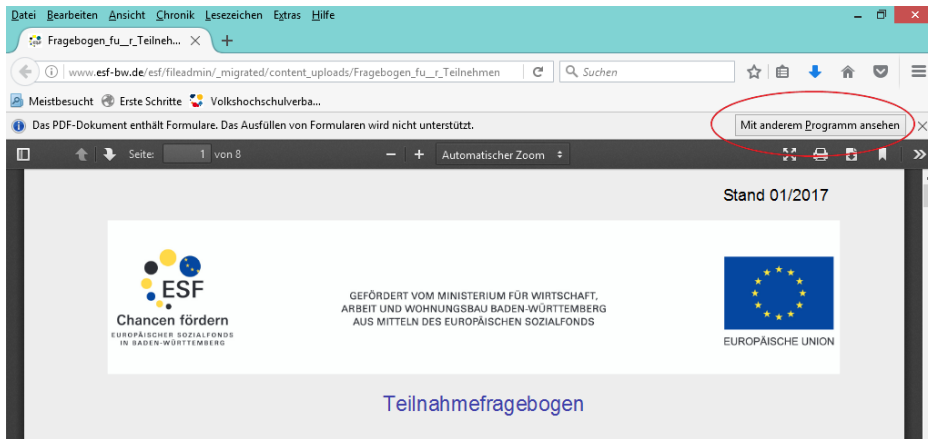 Datei Bearbeiten Ansicht Chronik Lesezeichen Extras Hilfe
Fragebogen_fu__r_Teilneh...
www.esf-bw.de/esf/fileadmin/_migrated/content_uploads/Fragebogen_fu__r_Teilnehmen
Suchen
Meistbesucht Erste Schritte Volkshochschulverba...
Das PDF-Dokument enthält Formulare. Das Ausfüllen von Formularen wird nicht unterstützt. Mit anderem Programm ansehen
Seite: 1 von 8 Automatischer Zoom
Stand 01/2017
ESF
Chancen fördern
EUROPÄISCHER SOZIALFONDS
IN BADEN-WÜRTTEMBERG
GEFÖRDERT VOM MINISTERIUM FÜR WIRTSCHAFT,
ARBEIT UND WOHNUNGSBAU BADEN-WÜRTTEMBERG
AUS MITTELN DES EUROPÄISCHEN SOZIALFONDS
EUROPÄISCHE UNION
Teilnahmefragebogen